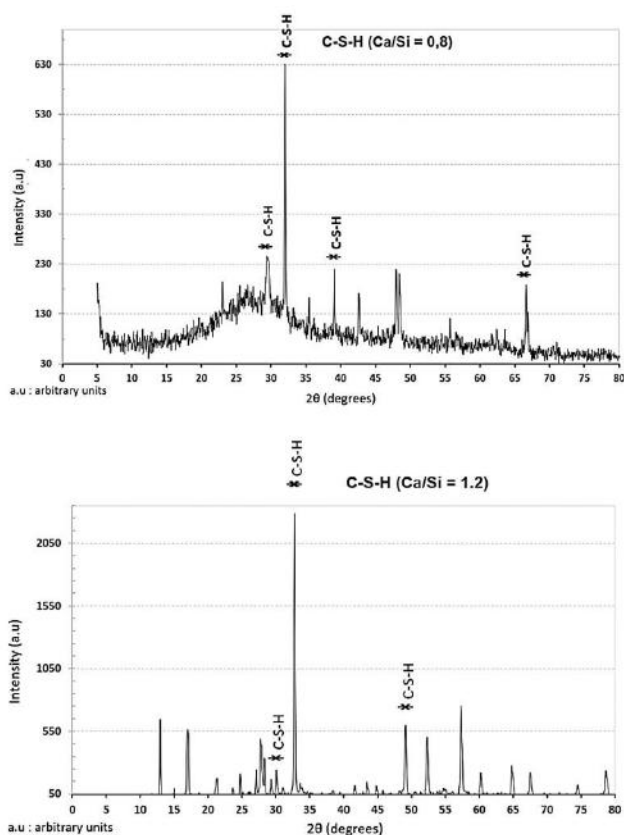 C-S-H
C-S-H (Ca/Si = 0,8)
630
530
430
330
230
130
30
Intensity (a.u)
C-S-H
C-S-H
C-S-H
0 5 10 15 20 25 30 35 40 45 50 55 60 65 70 75 80
a.u : arbitrary units
2θ (degrees)
C-S-H
C-S-H (Ca/Si = 1.2)
2050
1550
1050
550
50
Intensity (a.u)
C-S-H
C-S-H
0 5 10 15 20 25 30 35 40 45 50 55 60 65 70 75 80
a.u : arbitrary units
2θ (degrees)